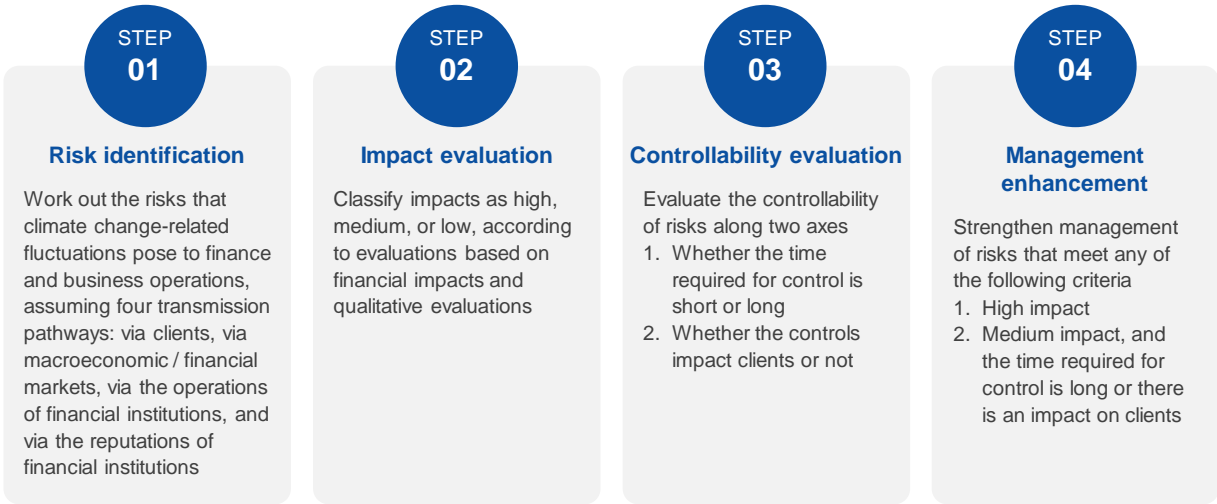 STEP
01
Risk identification
Work out the risks that
climate change-related
fluctuations pose to finance
and business operations,
assuming four transmission
pathways: via clients, via
macroeconomic / financial
markets, via the operations
of financial institutions, and
via the reputations of
financial institutions
STEP
02
Impact evaluation
Classify impacts as high,
medium, or low, according
to evaluations based on
financial impacts and
qualitative evaluations
STEP
03
Controllability evaluation
Evaluate the controllability
of risks along two axes
1. Whether the time
required for control is
short or long
2. Whether the controls
impact clients or not
STEP
04
Management
enhancement
Strengthen management
of risks that meet any of
the following criteria
1. High impact
2. Medium impact, and
the time required for
control is long or there
is an impact on clients